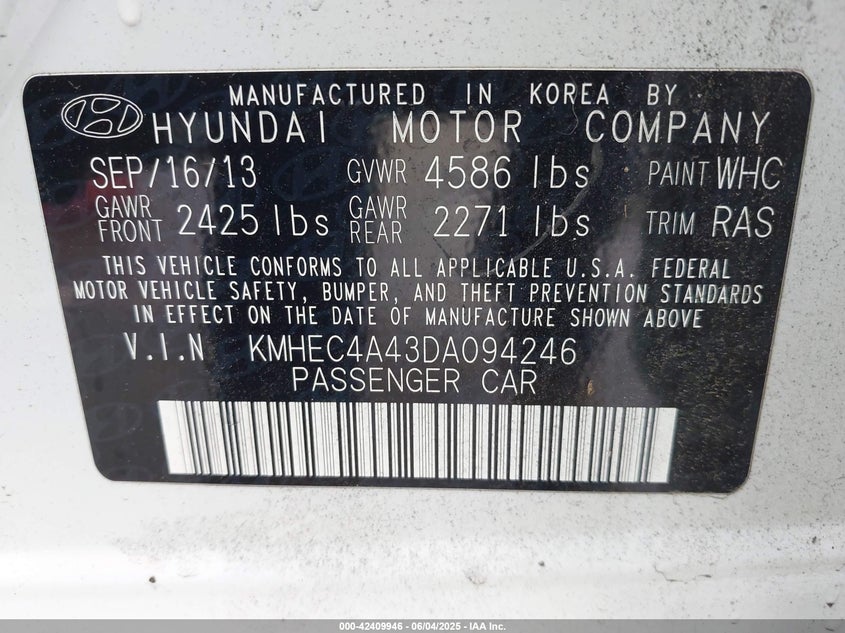 MANUFACTURED IN KOREA BY
HYUNDAI MOTOR COMPANY
SEP/16/13 GVWR 4586 lbs PAINT WHC
GAWR FRONT 2425 lbs GAWR REAR 2271 lbs TRIM RAS
THIS VEHICLE CONFORMS TO ALL APPLICABLE U.S.A. FEDERAL
MOTOR VEHICLE SAFETY, BUMPER, AND THEFT PREVENTION STANDARDS
IN EFFECT ON THE DATE OF MANUFACTURE SHOWN ABOVE
V.I.N KMHEC4A43DA094246
PASSENGER CAR
000-42409946 - 06/04/2025 - IAA Inc.